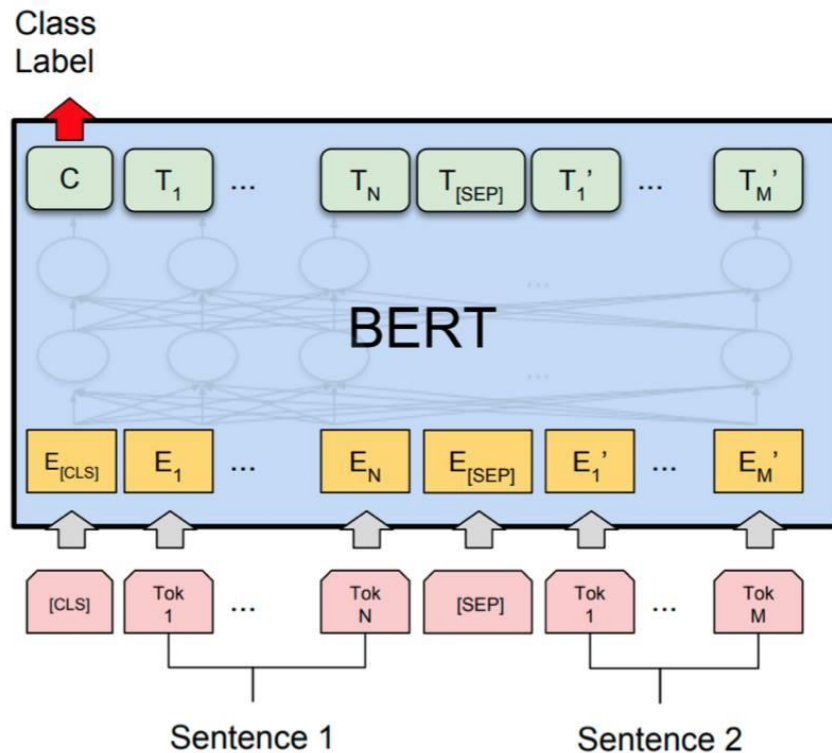 Class
Label
C T1 ... TN T[SEP] T1' ... TM'
...
BERT
...
E[CLS] E1 ... EN E[SEP] E1' ... EM'
[CLS] Tok 1 ... Tok N [SEP] Tok 1 ... Tok M
Sentence 1 Sentence 2